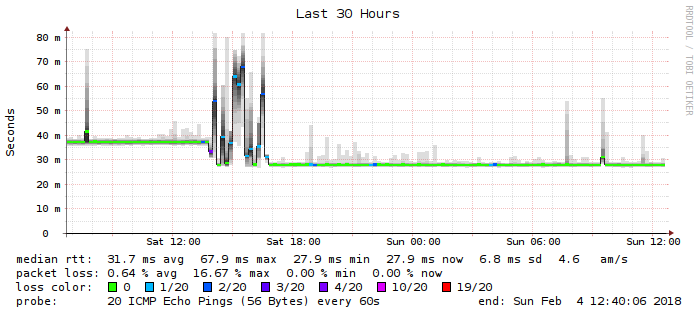 Last 30 Hours
RRDTOOL / TOBI OETIKER
Seconds
80 m
70 m
60 m
50 m
40 m
30 m
20 m
10 m
0
Sat 12:00 Sat 18:00 Sun 00:00 Sun 06:00 Sun 12:00
median rtt: 31.7 ms avg 67.9 ms max 27.9 ms min 27.9 ms now 6.8 ms sd 4.6 am/s
packet loss: 0.64 % avg 16.67 % max 0.00 % min 0.00 % now
loss color: 0 1/20 2/20 3/20 4/20 10/20 19/20
probe: 20 ICMP Echo Pings (56 Bytes) every 60s end: Sun Feb 4 12:40:06 2018